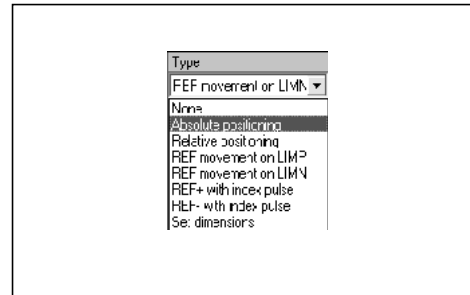 Type
REF movement on LIMN
None
Absolute positioning
Relative positioning
REF movement on LIMP
REF movement on LIMN
REF+ with index pulse
REF- with index pulse
Set dimensions